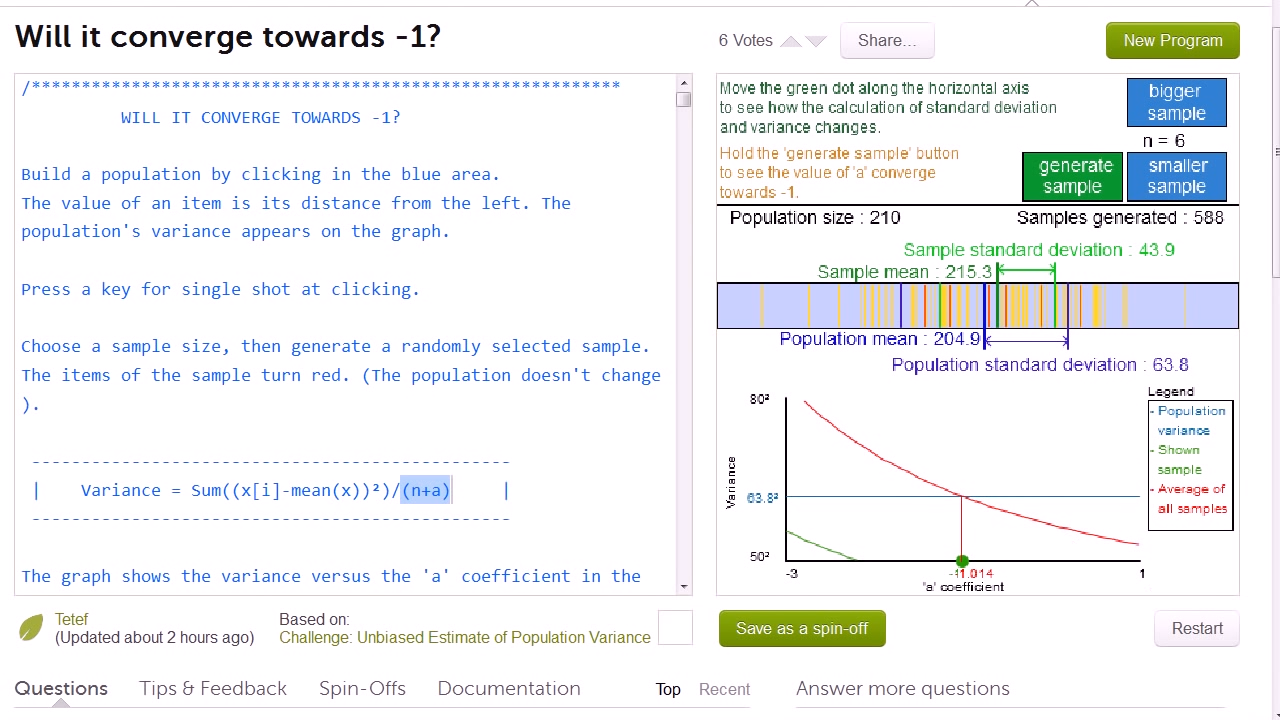 Will it converge towards -1?
6 Votes
Share...
New Program
/***********************************************************
WILL IT CONVERGE TOWARDS -1?
Build a population by clicking in the blue area.
The value of an item is its distance from the left. The
population's variance appears on the graph.
Press a key for single shot at clicking.
Choose a sample size, then generate a randomly selected sample.
The items of the sample turn red. (The population doesn't change
).
------------------------------------------------
|    Variance = Sum((x[i]-mean(x))²)/(n+a)     |
------------------------------------------------
The graph shows the variance versus the 'a' coefficient in the
Move the green dot along the horizontal axis
to see how the calculation of standard deviation
and variance changes.
Hold the 'generate sample' button
to see the value of 'a' converge
towards -1.
bigger
sample
n = 6
generate
sample
smaller
sample
Population size : 210
Samples generated : 588
Sample standard deviation : 43.9
Sample mean : 215.3
Population mean : 204.9
Population standard deviation : 63.8
80²
Variance
63.8²
50²
-3
-1.014
1
'a' coefficient
Legend
- Population
variance
- Shown
sample
- Average of
all samples
Tetef
(Updated about 2 hours ago)
Based on:
Challenge: Unbiased Estimate of Population Variance
Save as a spin-off
Restart
Questions
Tips & Feedback
Spin-Offs
Documentation
Top
Recent
Answer more questions